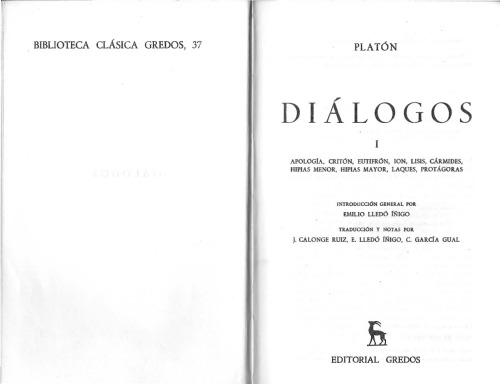 BIBLIOTECA CLÁSICA GREDOS, 37
PLATÓN
DIÁLOGOS
I
APOLOGÍA, CRITÓN, EUTIFRÓN, ION, LISIS, CÁRMIDES,
HIPIAS MENOR, HIPIAS MAYOR, LAQUES, PROTÁGORAS
INTRODUCCIÓN GENERAL POR
EMILIO LLEDÓ ÍÑIGO
TRADUCCIÓN Y NOTAS POR
J. CALONGE RUIZ, E. LLEDÓ ÍÑIGO, C. GARCÍA GUAL
EDITORIAL GREDOS